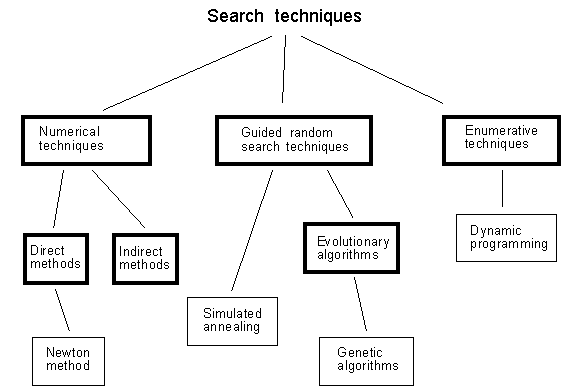 Search techniques
Numerical
techniques
Guided random
search techniques
Enumerative
techniques
Direct
methods
Indirect
methods
Evolutionary
algorithms
Dynamic
programming
Simulated
annealing
Newton
method
Genetic
algorithms